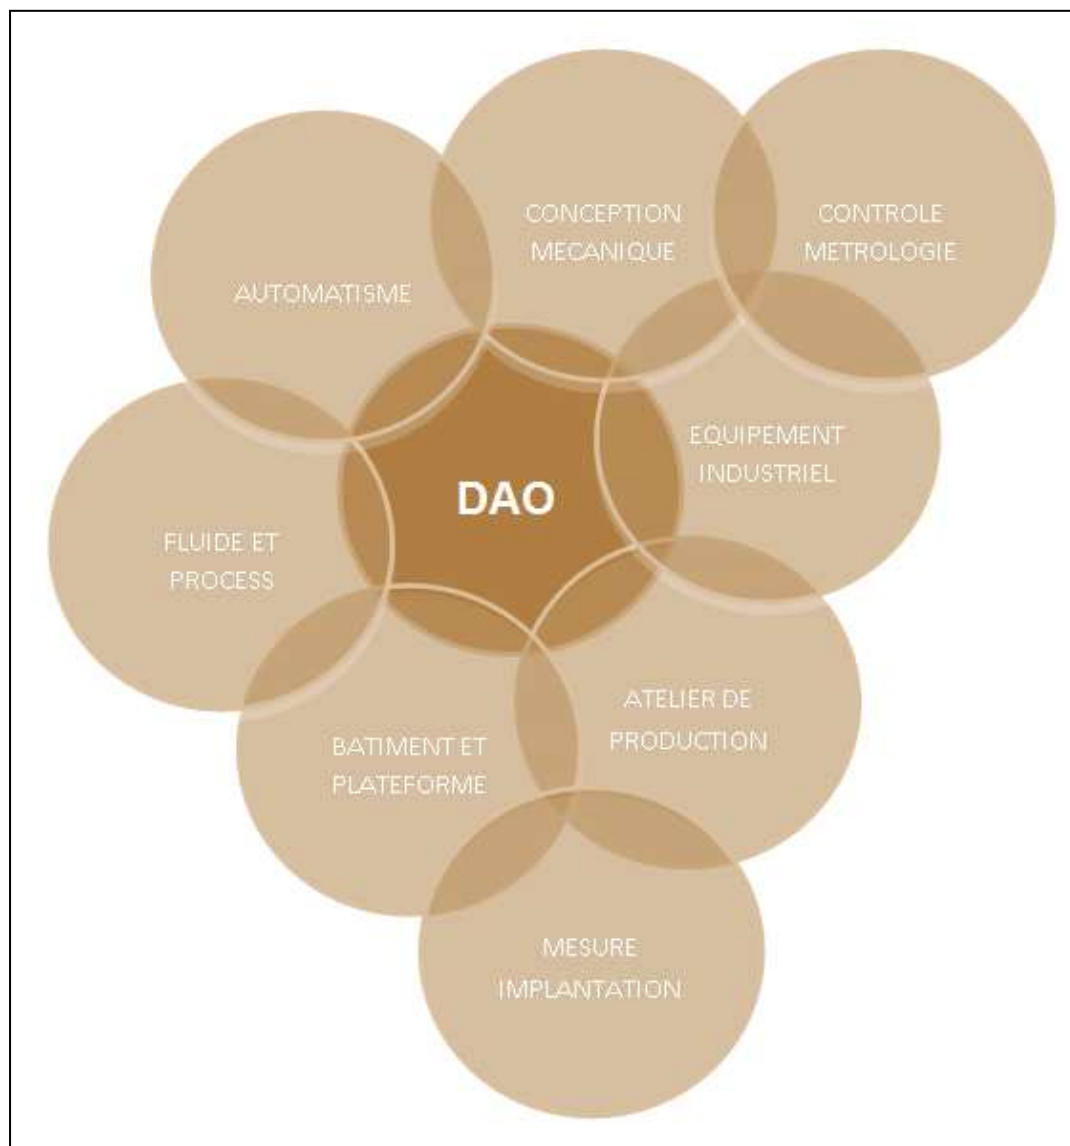 CONCEPTION
MECANIQUE
CONTROLE
METROLOGIE
AUTOMATISME
EQUIPEMENT
INDUSTRIEL
DAO
FLUIDE ET
PROCESS
ATELIER DE
PRODUCTION
BATIMENT ET
PLATEFORME
MESURE
IMPLANTATION